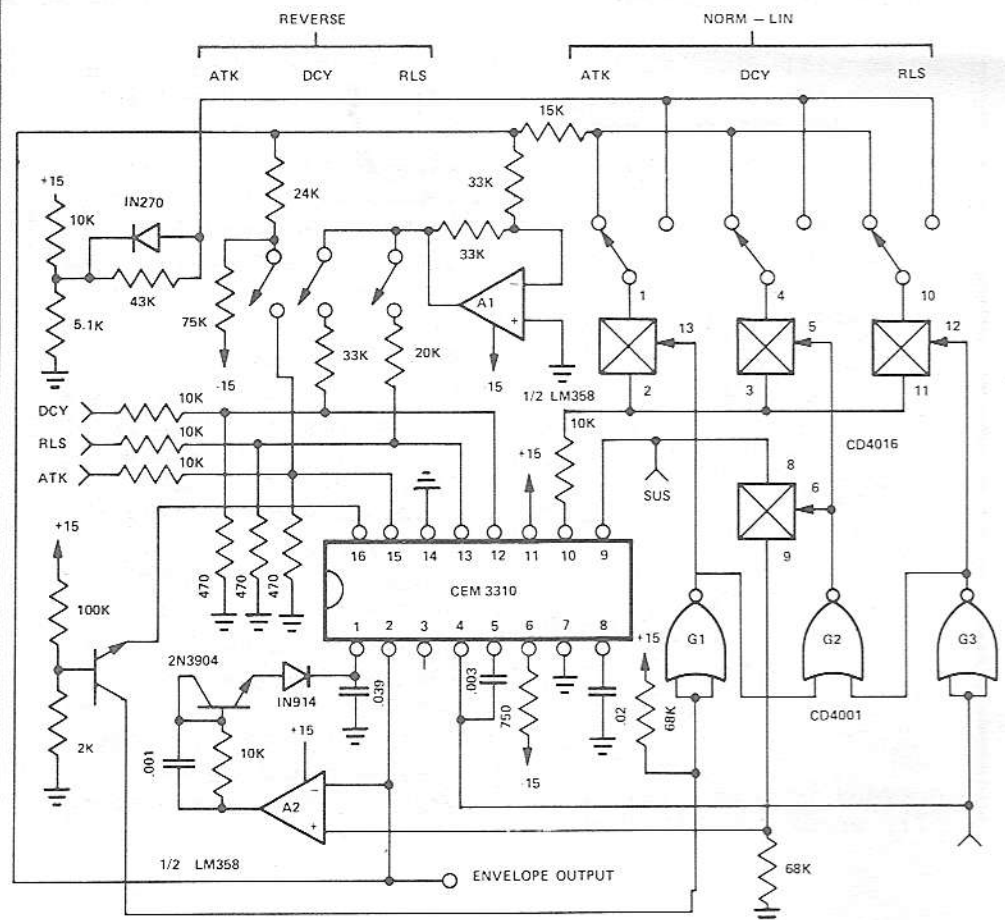 REVERSE
NORM – LIN
ATK DCY RLS
ATK DCY RLS
15K
+15
10K
IN270
24K
33K
33K
43K
5.1K
75K
A1
−
+
1 4 10
13 5 12
2 3 11
-15
33K
20K
15
1/2 LM358
DCY 10K
RLS 10K
ATK 10K
10K
+15
SUS
CD4016
8
6
9
+15
470
470
470
16 15 14 13 12 11 10 9
CEM 3310
1 2 3 4 5 6 7 8
100K
2N3904
IN914
.039
.003
750
.02
+15
68K
G1
G2
G3
CD4001
2K
.001
10K
+15
15
A2
−
+
1/2 LM358
ENVELOPE OUTPUT
68K